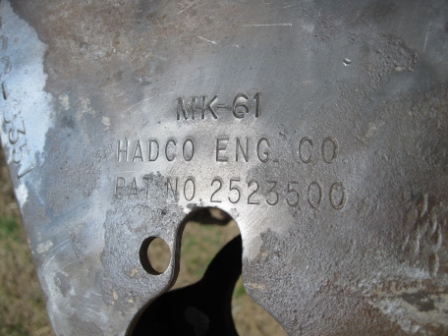 MK-61
HADCO ENG. CO.
PAT. NO. 2523500